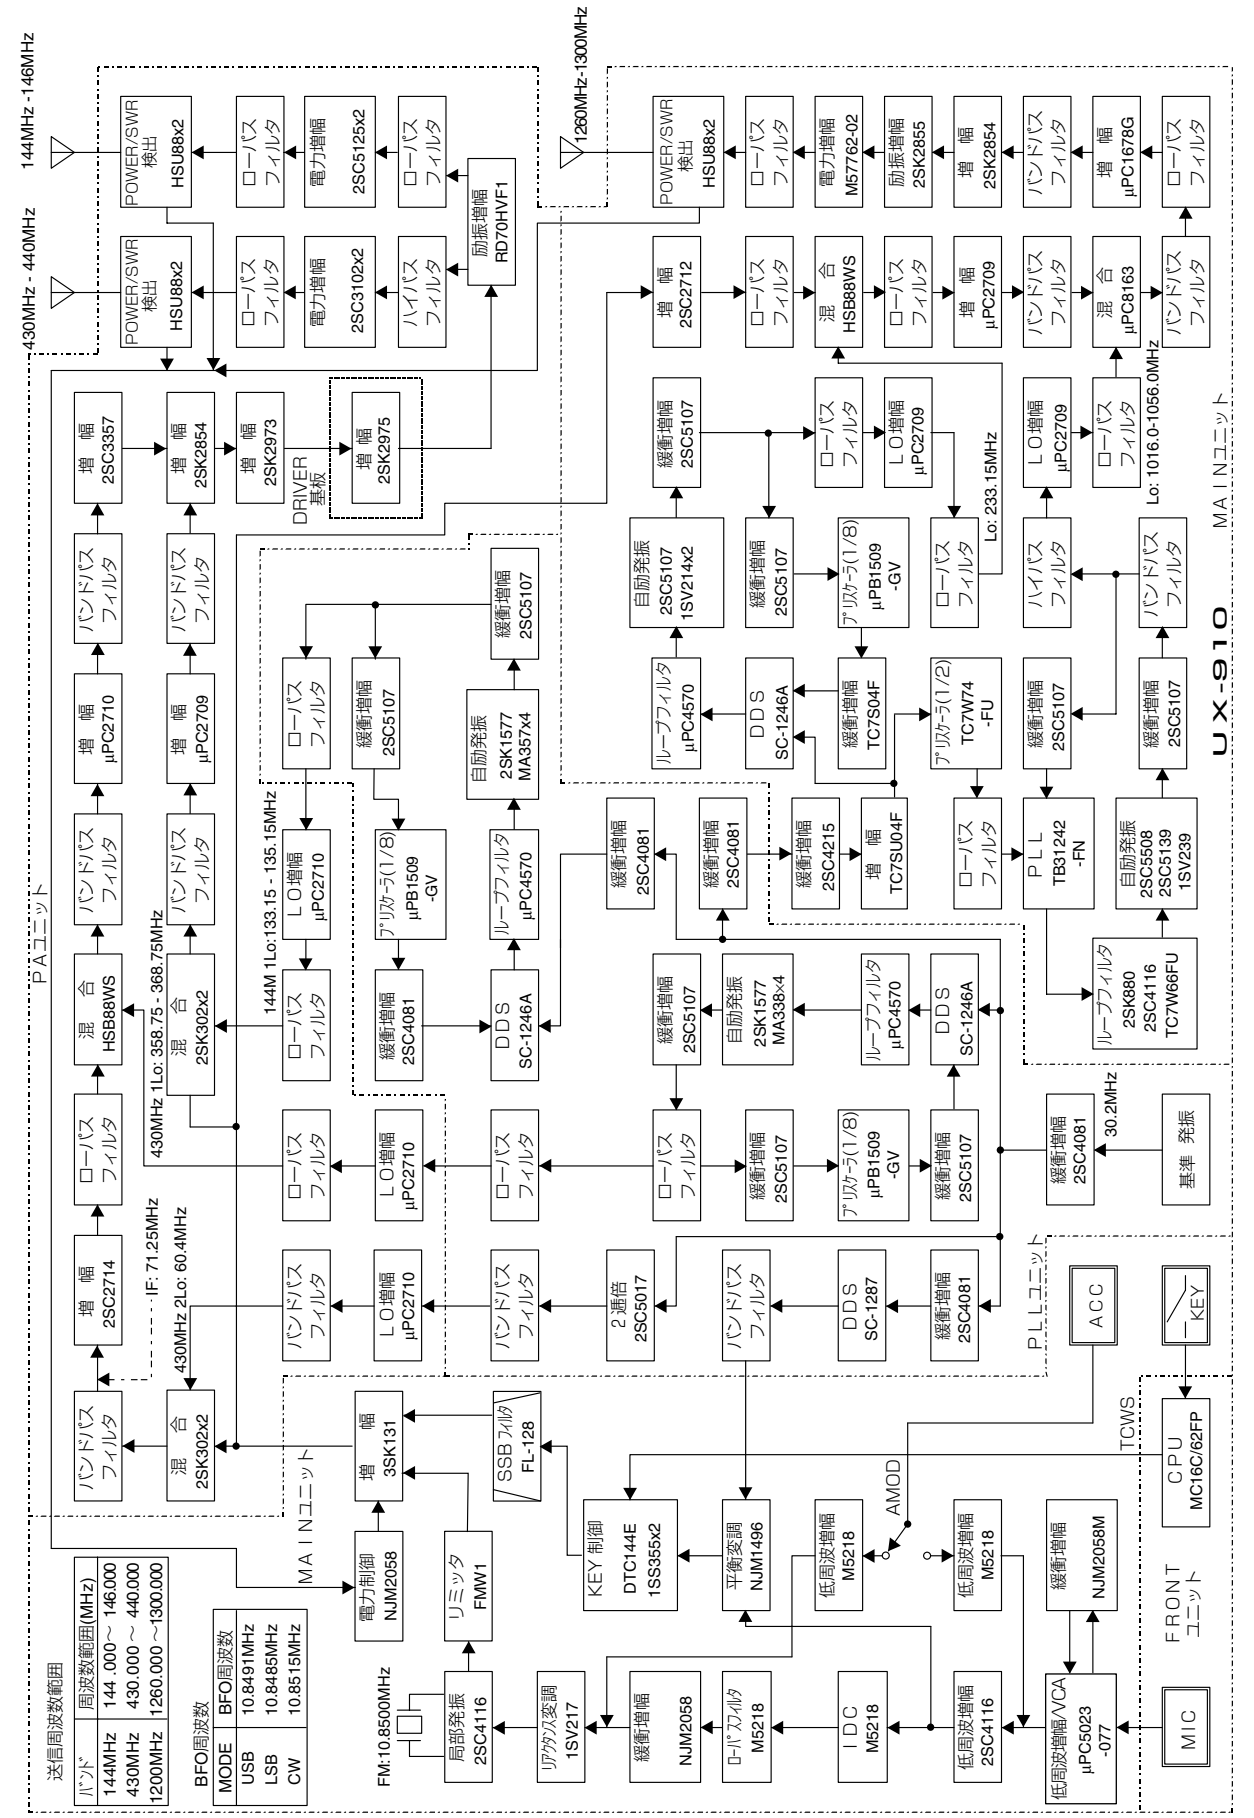 送信周波数範囲
バンド 周波数範囲(MHz)
144MHz 144.000～ 146.000
430MHz 430.000～ 440.000
1200MHz 1260.000～1300.000
BFO周波数
MODE BFO周波数
USB 10.8491MHz
LSB 10.8485MHz
CW 10.8515MHz
PAユニット
バンドパス
フィルタ
増 幅
2SC2714
ローパス
フィルタ
混 合
HSB88WS
バンドパス
フィルタ
増 幅
μPC2710
バンドパス
フィルタ
増 幅
2SC3357
IF: 71.25MHz
430MHz 1Lo: 358.75 - 368.75MHz
430MHz 2Lo: 60.4MHz
混 合
2SK302x2
混 合
2SK302x2
バンドパス
フィルタ
増 幅
μPC2709
バンドパス
フィルタ
増 幅
2SK2854
増 幅
2SK2973
DRIVER
基板
増 幅
2SK2975
430MHz - 440MHz
POWER/SWR
検出
HSU88x2
ローパス
フィルタ
電力増幅
2SC3102x2
ハイパス
フィルタ
144MHz -146MHz
POWER/SWR
検出
HSU88x2
ローパス
フィルタ
電力増幅
2SC5125x2
ローパス
フィルタ
励振増幅
RD70HVF1
MAINユニット
電力制御
NJM2058
増 幅
3SK131
リミッタ
FMW1
SSB フィルタ
FL-128
FM:10.8500MHz
局部発振
2SC4116
リアクタンス変調
1SV217
緩衝増幅
NJM2058
ローパスフィルタ
M5218
IDC
M5218
低周波増幅
2SC4116
低周波増幅/VCA
μPC5023
-077
MIC
KEY 制御
DTC144E
1SS355x2
平衡変調
NJM1496
低周波増幅
M5218
AMOD
低周波増幅
M5218
緩衝増幅
NJM2058M
FRONT
ユニット
TCWS
CPU
MC16C/62FP
KEY
ACC
バンドパス
フィルタ
LO増幅
μPC2710
バンドパス
フィルタ
2逓倍
2SC5017
バンドパス
フィルタ
DDS
SC-1287
緩衝増幅
2SC4081
PLLユニット
ローパス
フィルタ
LO増幅
μPC2710
ローパス
フィルタ
ローパス
フィルタ
緩衝増幅
2SC5107
プリスケーラ(1/8)
μPB1509
-GV
緩衝増幅
2SC5107
緩衝増幅
2SC4081
30.2MHz
基準 発振
144M 1Lo:133.15 - 135.15MHz
ローパス
フィルタ
LO増幅
μPC2710
ローパス
フィルタ
緩衝増幅
2SC4081
プリスケーラ(1/8)
μPB1509
-GV
緩衝増幅
2SC5107
DDS
SC-1246A
ループフィルタ
μPC4570
自励発振
2SK1577
MA357x4
緩衝増幅
2SC5107
緩衝増幅
2SC5107
自励発振
2SK1577
MA338×4
ループフィルタ
μPC4570
DDS
SC-1246A
緩衝増幅
2SC4081
緩衝増幅
2SC4081
緩衝増幅
2SC4215
増 幅
TC7SU04F
ループフィルタ
μPC4570
DDS
SC-1246A
緩衝増幅
TC7S04F
自励発振
2SC5107
1SV214x2
緩衝増幅
2SC5107
プリスケーラ(1/8)
μPB1509
-GV
緩衝増幅
2SC5107
ローパス
フィルタ
LO増幅
μPC2709
ローパス
フィルタ
Lo: 233.15MHz
プリスケーラ(1/2)
TC7W74
-FU
ローパス
フィルタ
PLL
TB31242
-FN
ループフィルタ
2SK880
2SC4116
TC7W66FU
自励発振
2SC5508
2SC5139
1SV239
緩衝増幅
2SC5107
緩衝増幅
2SC5107
バンドパス
フィルタ
ハイパス
フィルタ
LO増幅
μPC2709
ローパス
フィルタ
Lo: 1016.0-1056.0MHz
増 幅
2SC2712
ローパス
フィルタ
混 合
HSB88WS
ローパス
フィルタ
増 幅
μPC2709
バンドパス
フィルタ
混 合
μPC8163
バンドパス
フィルタ
1260MHz-1300MHz
POWER/SWR
検出
HSU88x2
ローパス
フィルタ
電力増幅
M57762-02
励振増幅
2SK2855
増 幅
2SK2854
バンドパス
フィルタ
増 幅
μPC1678G
ローパス
フィルタ
UX-910
MAINユニット